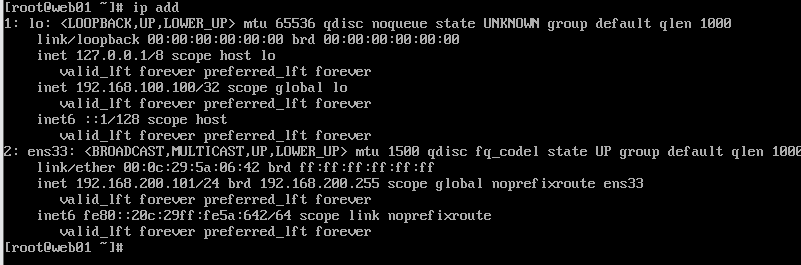 [root@web01 ~]# ip add
1: lo: <LOOPBACK,UP,LOWER_UP> mtu 65536 qdisc noqueue state UNKNOWN group default qlen 1000
    link/loopback 00:00:00:00:00:00 brd 00:00:00:00:00:00
    inet 127.0.0.1/8 scope host lo
       valid_lft forever preferred_lft forever
    inet 192.168.100.100/32 scope global lo
       valid_lft forever preferred_lft forever
    inet6 ::1/128 scope host
       valid_lft forever preferred_lft forever
2: ens33: <BROADCAST,MULTICAST,UP,LOWER_UP> mtu 1500 qdisc fq_codel state UP group default qlen 1000
    link/ether 00:0c:29:5a:06:42 brd ff:ff:ff:ff:ff:ff
    inet 192.168.200.101/24 brd 192.168.200.255 scope global noprefixroute ens33
       valid_lft forever preferred_lft forever
    inet6 fe80::20c:29ff:fe5a:642/64 scope link noprefixroute
       valid_lft forever preferred_lft forever
[root@web01 ~]#